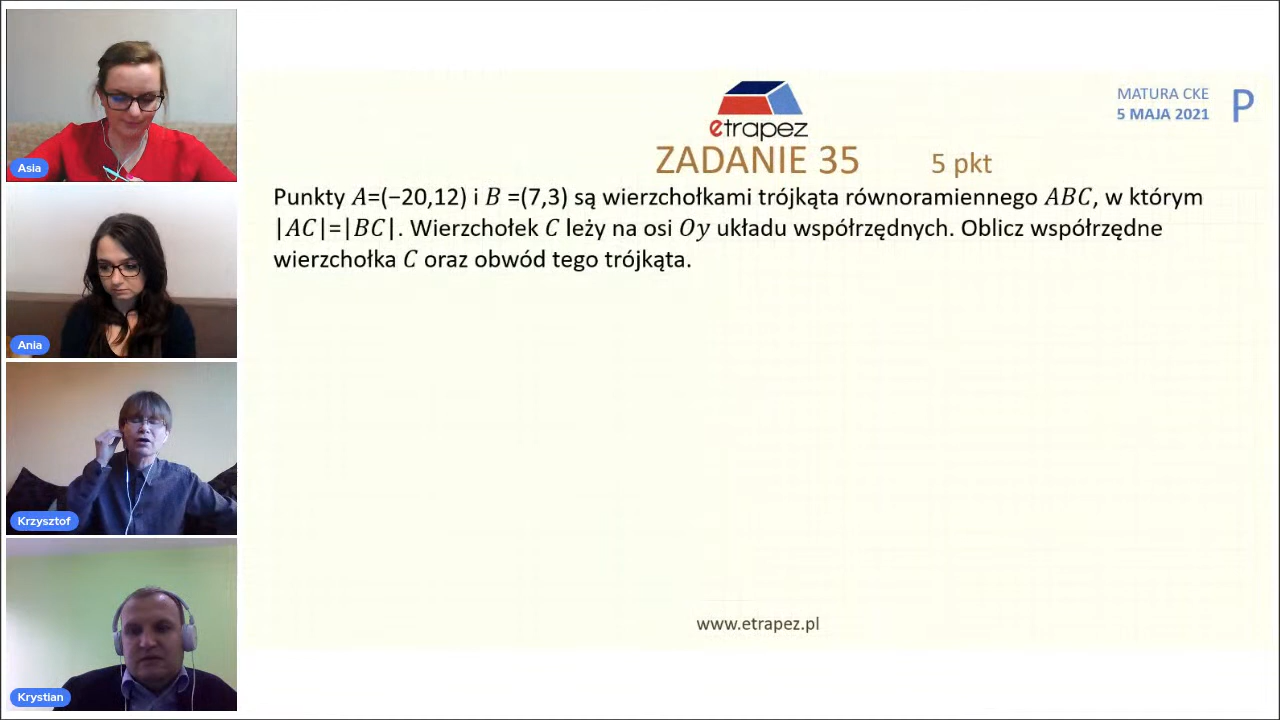 Asia
Ania
Krzysztof
Krystian
etrapez
MATURA CKE
5 MAJA 2021
P
ZADANIE 35 5 pkt
Punkty A=(−20,12) i B =(7,3) są wierzchołkami trójkąta równoramiennego ABC, w którym
|AC|=|BC|. Wierzchołek C leży na osi Oy układu współrzędnych. Oblicz współrzędne
wierzchołka C oraz obwód tego trójkąta.
www.etrapez.pl